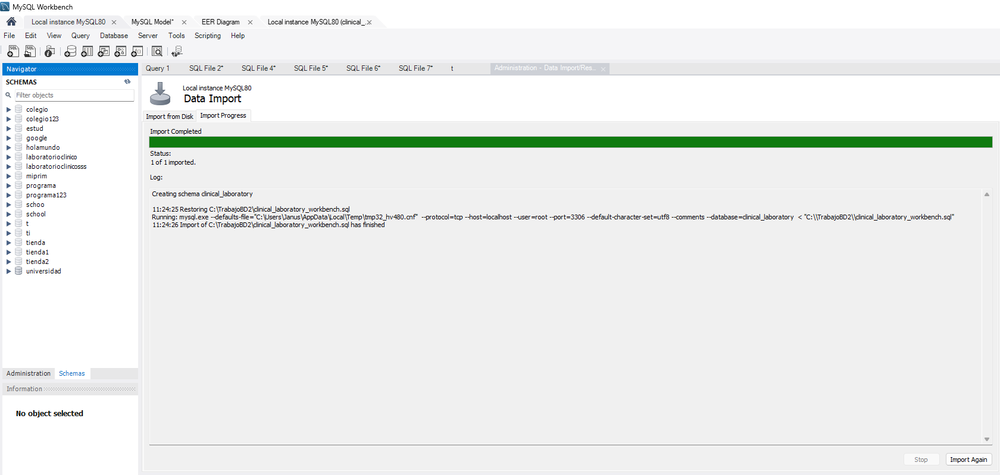 MySQL Workbench
Local instance MySQL80 MySQL Model* EER Diagram Local instance MySQL80 (clinical_...
File Edit View Query Database Server Tools Scripting Help
Navigator
SCHEMAS
Filter objects
colegio
colegio123
estud
google
holamundo
laboratorioclinico
laboratorioclinicosss
miprim
programa
programa123
schoo
school
t
ti
tienda
tienda1
tienda2
universidad
Administration Schemas
Information
No object selected
Query 1 SQL File 2* SQL File 4* SQL File 5* SQL File 6* SQL File 7* t Administration - Data Import/Res...
Local instance MySQL80
Data Import
Import from Disk Import Progress
Import Completed
Status:
1 of 1 imported.
Log:
Creating schema clinical_laboratory
11:24:25 Restoring C:\TrabajoBD2\clinical_laboratory_workbench.sql
Running: mysql.exe --defaults-file="C:\Users\Janus\AppData\Local\Temp\tmp32_hv480.cnf" --protocol=tcp --host=localhost --user=root --port=3306 --default-character-set=utf8 --comments --database=clinical_laboratory < "C:\\TrabajoBD2\\clinical_laboratory_workbench.sql"
11:24:26 Import of C:\TrabajoBD2\clinical_laboratory_workbench.sql has finished
Stop Import Again